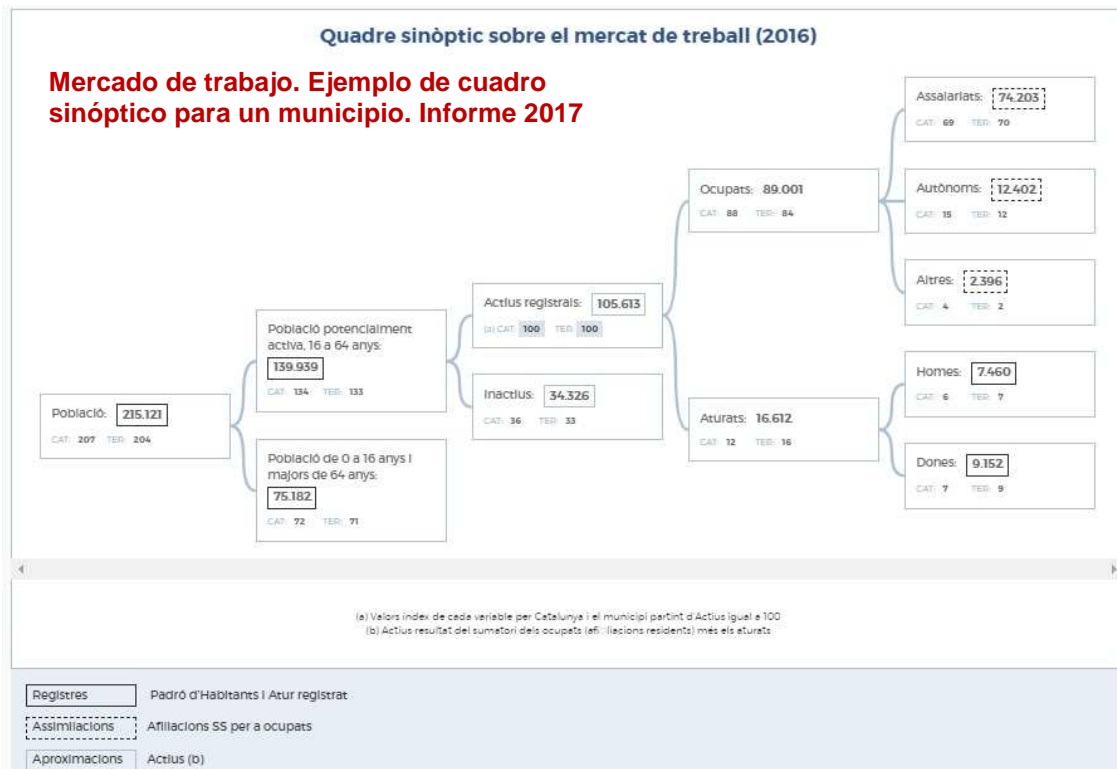 Quadre sinòptic sobre el mercat de treball (2016)
Mercado de trabajo. Ejemplo de cuadro
sinóptico para un municipio. Informe 2017
Població: 215.121
CAT: 207 TER: 204
Població potencialment
activa, 16 a 64 anys:
139.939
CAT: 134 TER: 133
Població de 0 a 16 anys i
majors de 64 anys:
75.182
CAT: 72 TER: 71
Actius registrals: 105.613
(a) CAT: 100 TER: 100
Inactius: 34.326
CAT: 36 TER: 33
Ocupats: 89.001
CAT: 88 TER: 84
Aturats: 16.612
CAT: 12 TER: 16
Assalariats: 74.203
CAT: 69 TER: 70
Autònoms: 12.402
CAT: 15 TER: 12
Altres: 2.396
CAT: 4 TER: 2
Homes: 7.460
CAT: 6 TER: 7
Dones: 9.152
CAT: 7 TER: 9
(a) Valors índex de cada variable per Catalunya i el municipi partint d'Actius igual a 100
(b) Actius resultat del sumatori dels ocupats (afi liacions residents) més els aturats
Registres Padró d'Habitants i Atur registrat
Assimilacions Afiliacions SS per a ocupats
Aproximacions Actius (b)